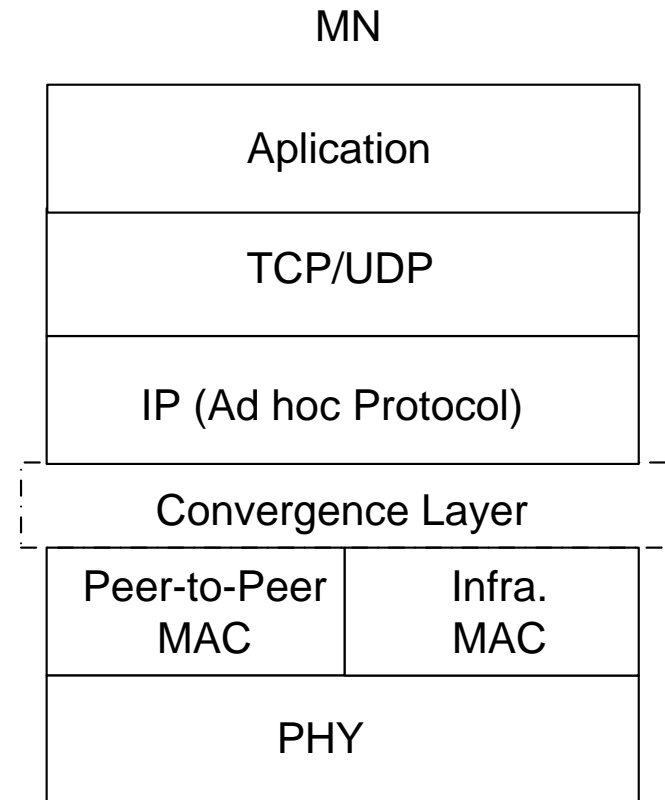 MN
Aplication
TCP/UDP
IP (Ad hoc Protocol)
Convergence Layer
Peer-to-Peer
MAC
Infra.
MAC
PHY